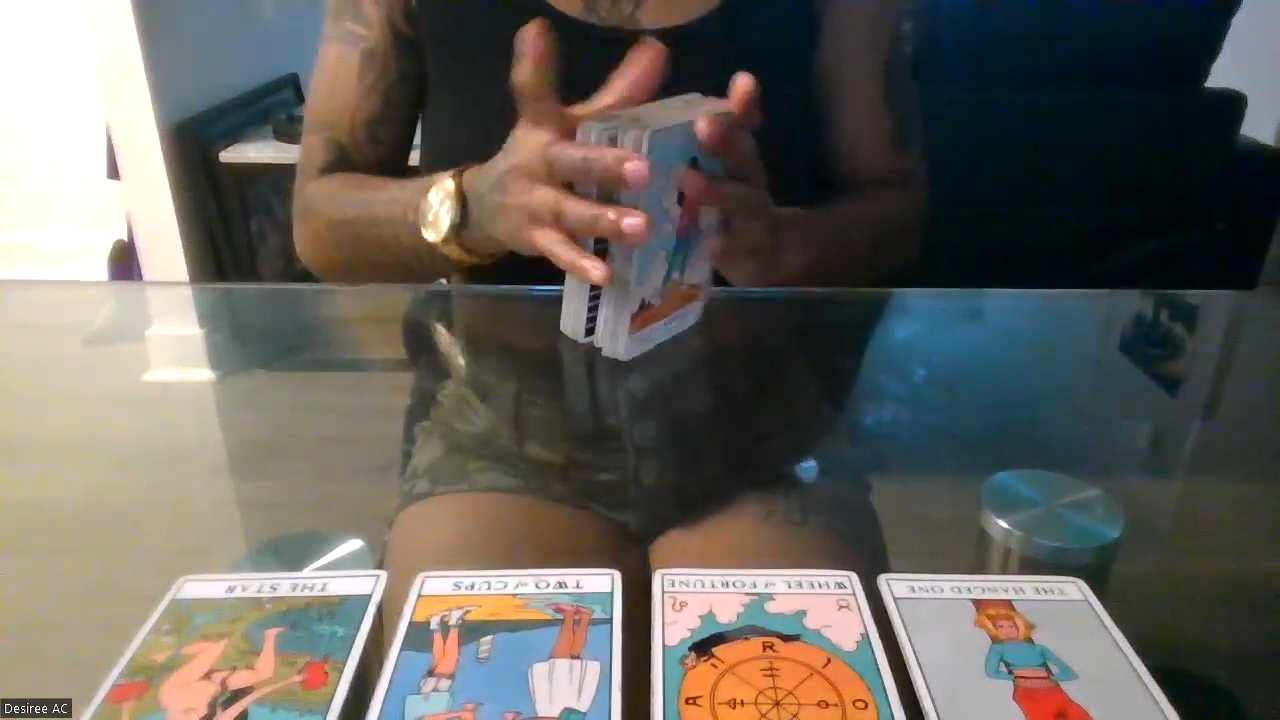 THE STAR
TWO of CUPS
WHEEL of FORTUNE
THE HANGED ONE
R
A
O
Desiree AC